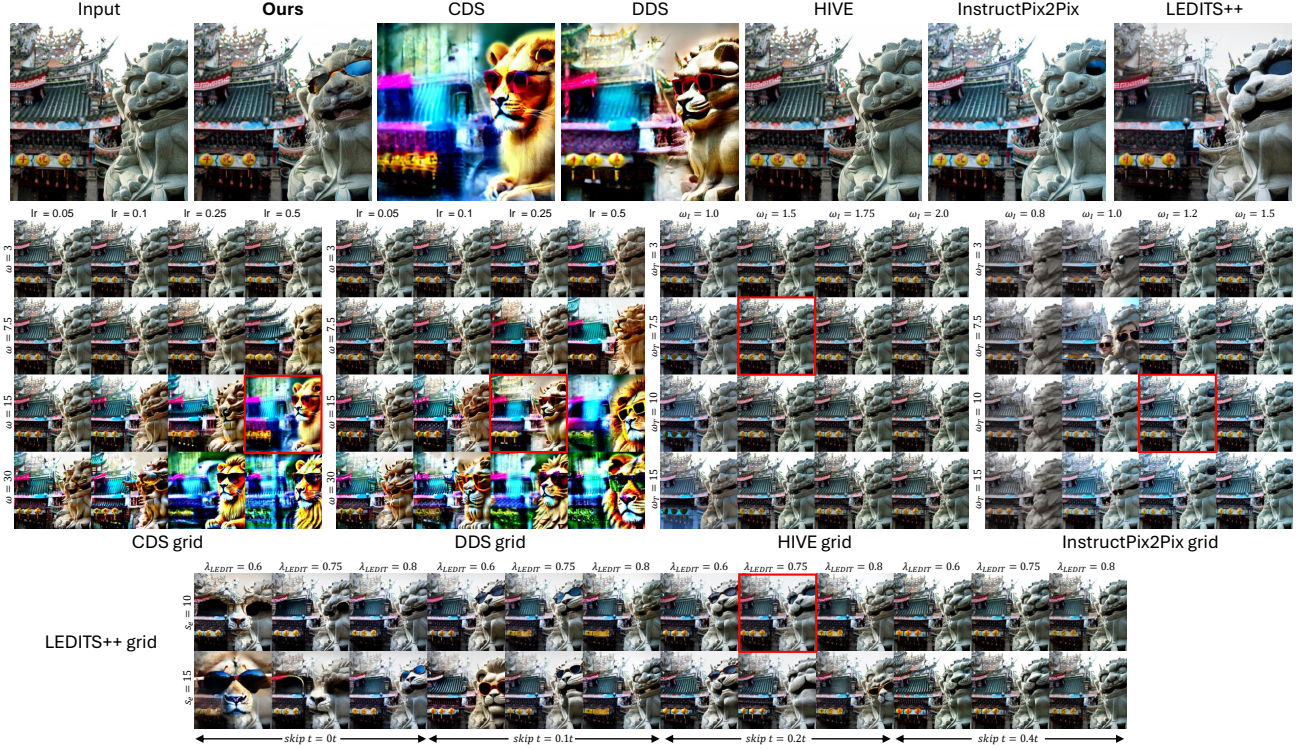 Input Ours CDS DDS HIVE InstructPix2Pix LEDITS++
lr = 0.05 lr = 0.1 lr = 0.25 lr = 0.5 lr = 0.05 lr = 0.1 lr = 0.25 lr = 0.5 ω_I = 1.0 ω_I = 1.5 ω_I = 1.75 ω_I = 2.0 ω_I = 0.8 ω_I = 1.0 ω_I = 1.2 ω_I = 1.5
ω = 3 ω = 3 ω_T = 3 ω_T = 3
ω = 7.5 ω = 7.5 ω_T = 7.5 ω_T = 7.5
ω = 15 ω = 15 ω_T = 10 ω_T = 10
ω = 30 ω = 30 ω_T = 15 ω_T = 15
CDS grid DDS grid HIVE grid InstructPix2Pix grid
λ_LEDIT = 0.6 λ_LEDIT = 0.75 λ_LEDIT = 0.8 λ_LEDIT = 0.6 λ_LEDIT = 0.75 λ_LEDIT = 0.8 λ_LEDIT = 0.6 λ_LEDIT = 0.75 λ_LEDIT = 0.8 λ_LEDIT = 0.6 λ_LEDIT = 0.75 λ_LEDIT = 0.8
s_e = 10
LEDITS++ grid
s_e = 15
skip t = 0t skip t = 0.1t skip t = 0.2t skip t = 0.4t